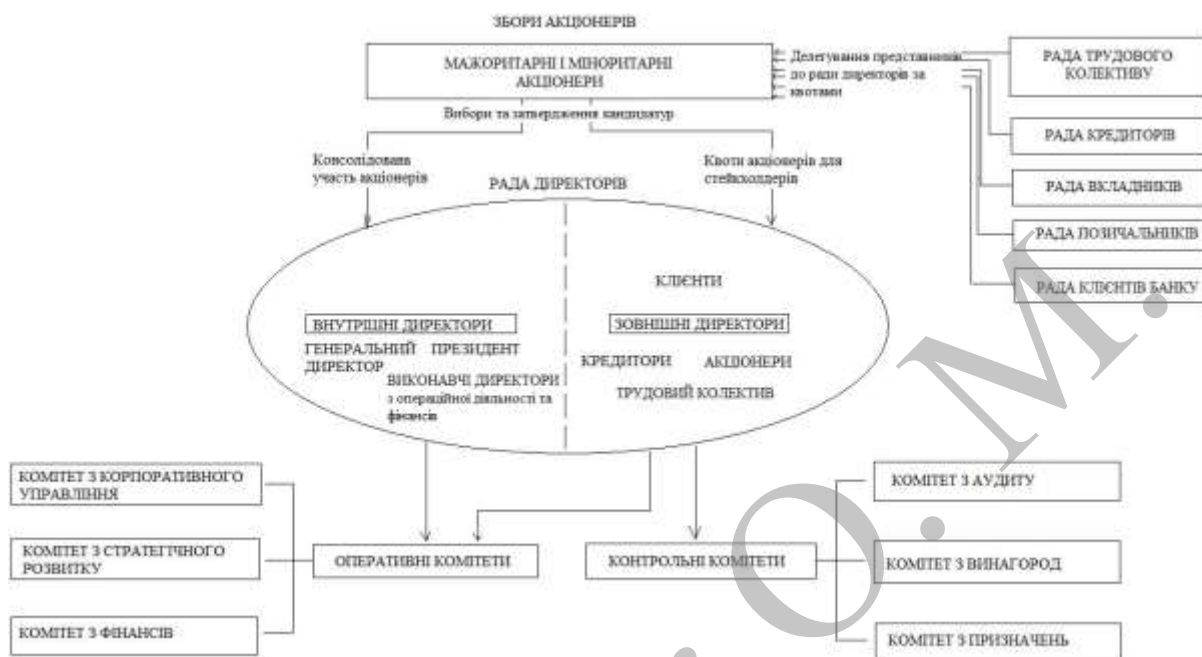 ЗБОРИ АКЦІОНЕРІВ
МАЖОРИТАРНІ І МІНОРИТАРНІ
АКЦІОНЕРИ
Делегування представників
до ради директорів за
квотами
РАДА ТРУДОВОГО
КОЛЕКТИВУ
РАДА КРЕДИТОРІВ
РАДА ВКЛАДНИКІВ
РАДА ПОЗИЧАЛЬНИКІВ
РАДА КЛІЄНТІВ БАНКУ
Вибори та затвердження кандидатур
Консолідована
участь акціонерів
Квоти акціонерів для
стейкхолдерів
РАДА ДИРЕКТОРІВ
ВНУТРІШНІ ДИРЕКТОРИ
ГЕНЕРАЛЬНИЙ ПРЕЗИДЕНТ
ДИРЕКТОР
ВИКОНАВЧІ ДИРЕКТОРИ
з операційної діяльності та
фінансів
КЛІЄНТИ
ЗОВНІШНІ ДИРЕКТОРИ
КРЕДИТОРИ АКЦІОНЕРИ
ТРУДОВИЙ КОЛЕКТИВ
КОМІТЕТ З КОРПОРАТИВНОГО
УПРАВЛІННЯ
КОМІТЕТ З СТРАТЕГІЧНОГО
РОЗВИТКУ
КОМІТЕТ З ФІНАНСІВ
ОПЕРАТИВНІ КОМІТЕТИ
КОНТРОЛЬНІ КОМІТЕТИ
КОМІТЕТ З АУДИТУ
КОМІТЕТ З ВИНАГОРОД
КОМІТЕТ З ПРИЗНАЧЕНЬ
О. М.